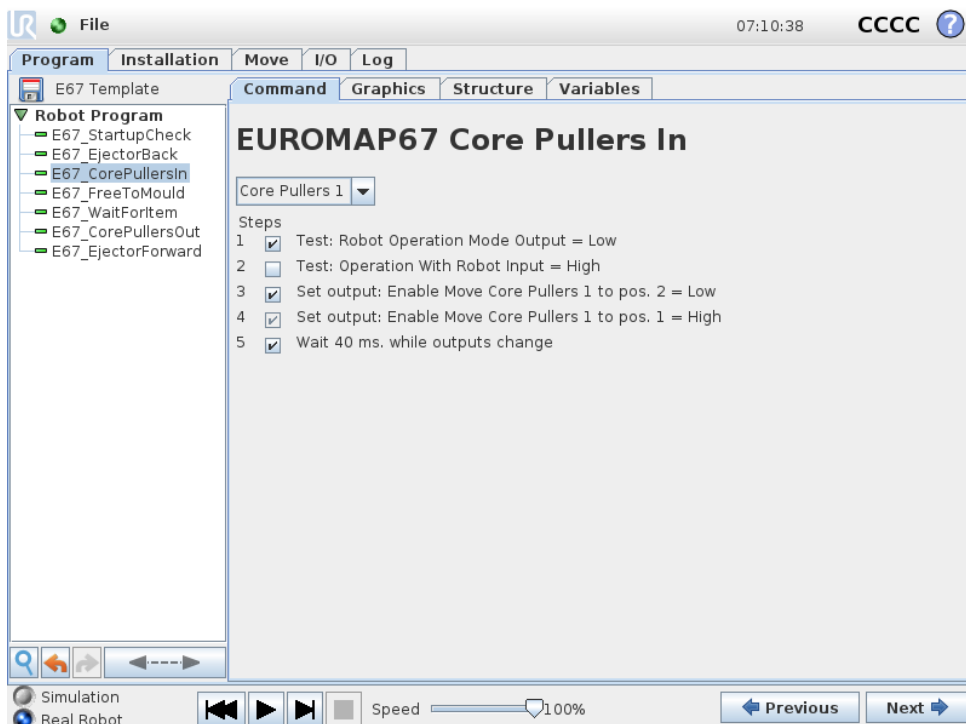 UR File 07:10:38 CCCC ?
Program Installation Move I/O Log
E67 Template
Command Graphics Structure Variables
Robot Program
E67_StartupCheck
E67_EjectorBack
E67_CorePullersIn
E67_FreeToMould
E67_WaitForItem
E67_CorePullersOut
E67_EjectorForward
EUROMAP67 Core Pullers In
Core Pullers 1
Steps
1 Test: Robot Operation Mode Output = Low
2 Test: Operation With Robot Input = High
3 Set output: Enable Move Core Pullers 1 to pos. 2 = Low
4 Set output: Enable Move Core Pullers 1 to pos. 1 = High
5 Wait 40 ms. while outputs change
Simulation
Real Robot
Speed 100%
Previous Next